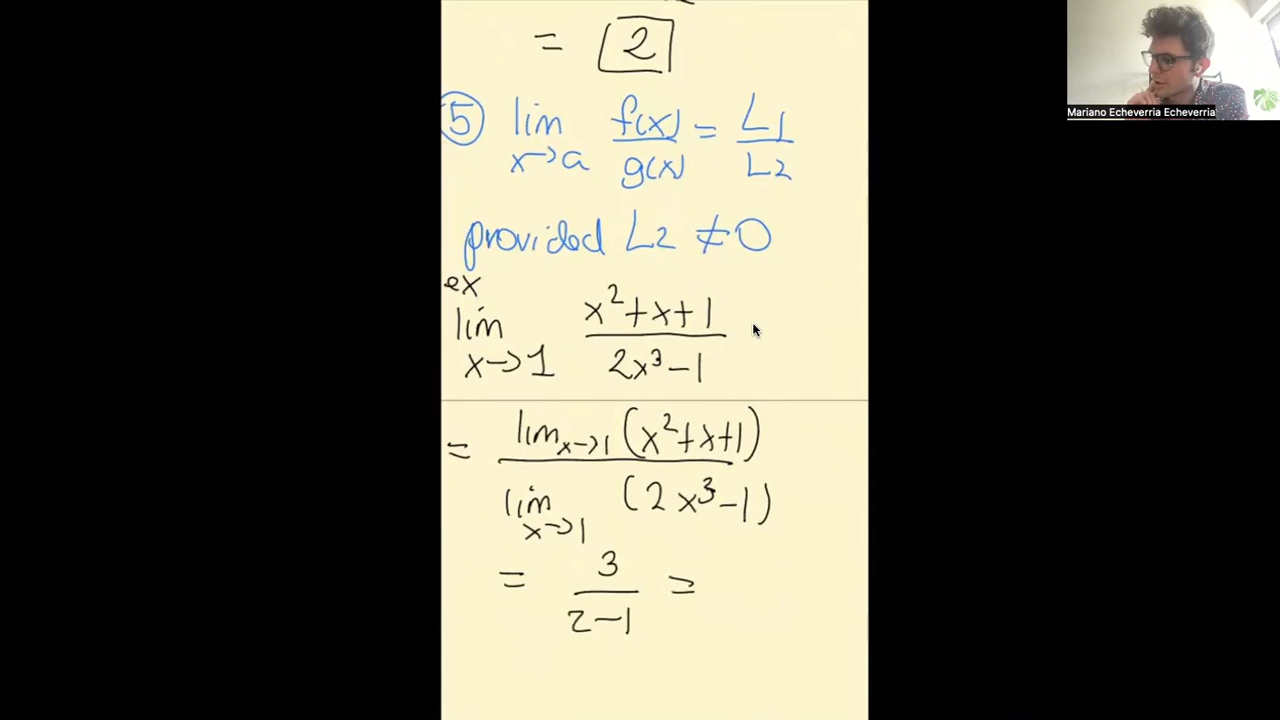 = 2
⑤ lim x→a f(x)/g(x) = L1/L2
provided L2 ≠ 0
ex
lim x→1 x²+x+1 / 2x³-1
= lim x→1 (x²+x+1) / lim x→1 (2x³-1)
= 3/2-1 =
Mariano Echeverria Echeverria